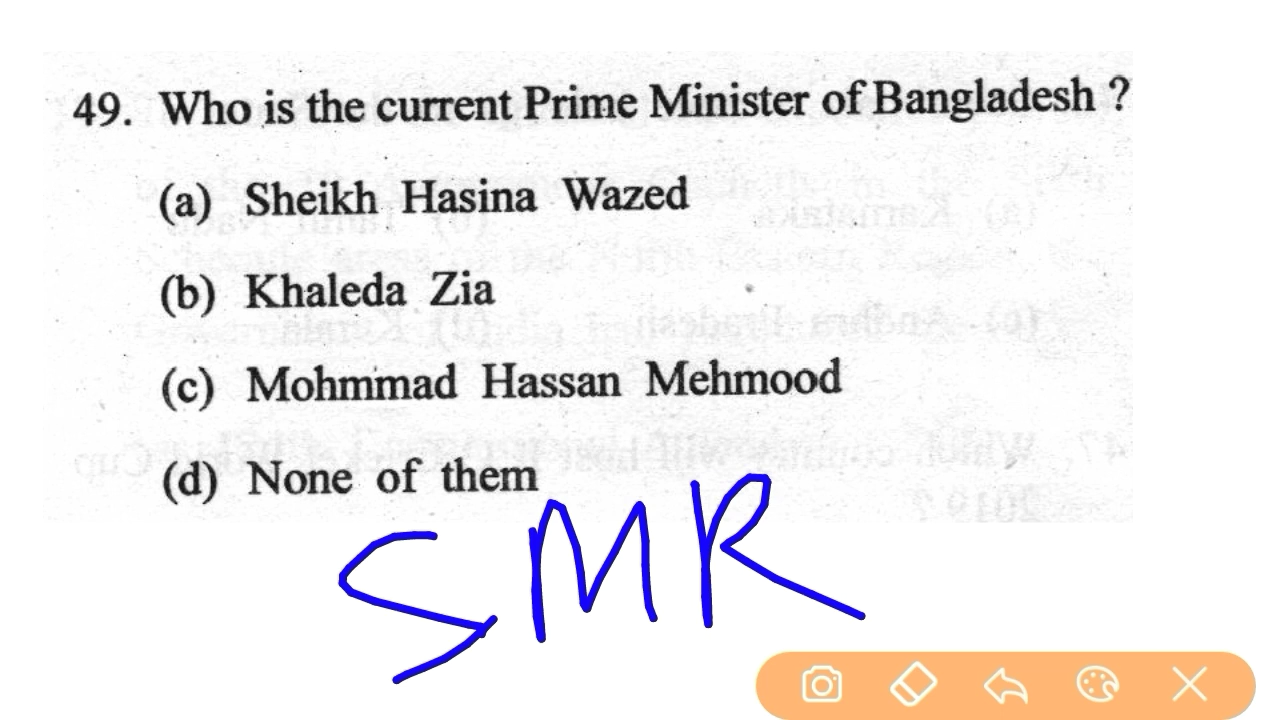 49. Who is the current Prime Minister of Bangladesh ?
(a) Sheikh Hasina Wazed
(b) Khaleda Zia
(c) Mohmmad Hassan Mehmood
(d) None of them
SMR